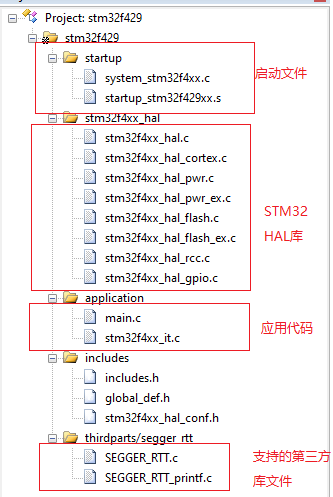 Project: stm32f429
stm32f429
startup
system_stm32f4xx.c
startup_stm32f429xx.s
启动文件
stm32f4xx_hal
stm32f4xx_hal.c
stm32f4xx_hal_cortex.c
stm32f4xx_hal_pwr.c
stm32f4xx_hal_pwr_ex.c
stm32f4xx_hal_flash.c
stm32f4xx_hal_flash_ex.c
stm32f4xx_hal_rcc.c
stm32f4xx_hal_gpio.c
STM32
HAL库
application
main.c
stm32f4xx_it.c
应用代码
includes
includes.h
global_def.h
stm32f4xx_hal_conf.h
thirdparts/segger_rtt
SEGGER_RTT.c
SEGGER_RTT_printf.c
支持的第三方
库文件